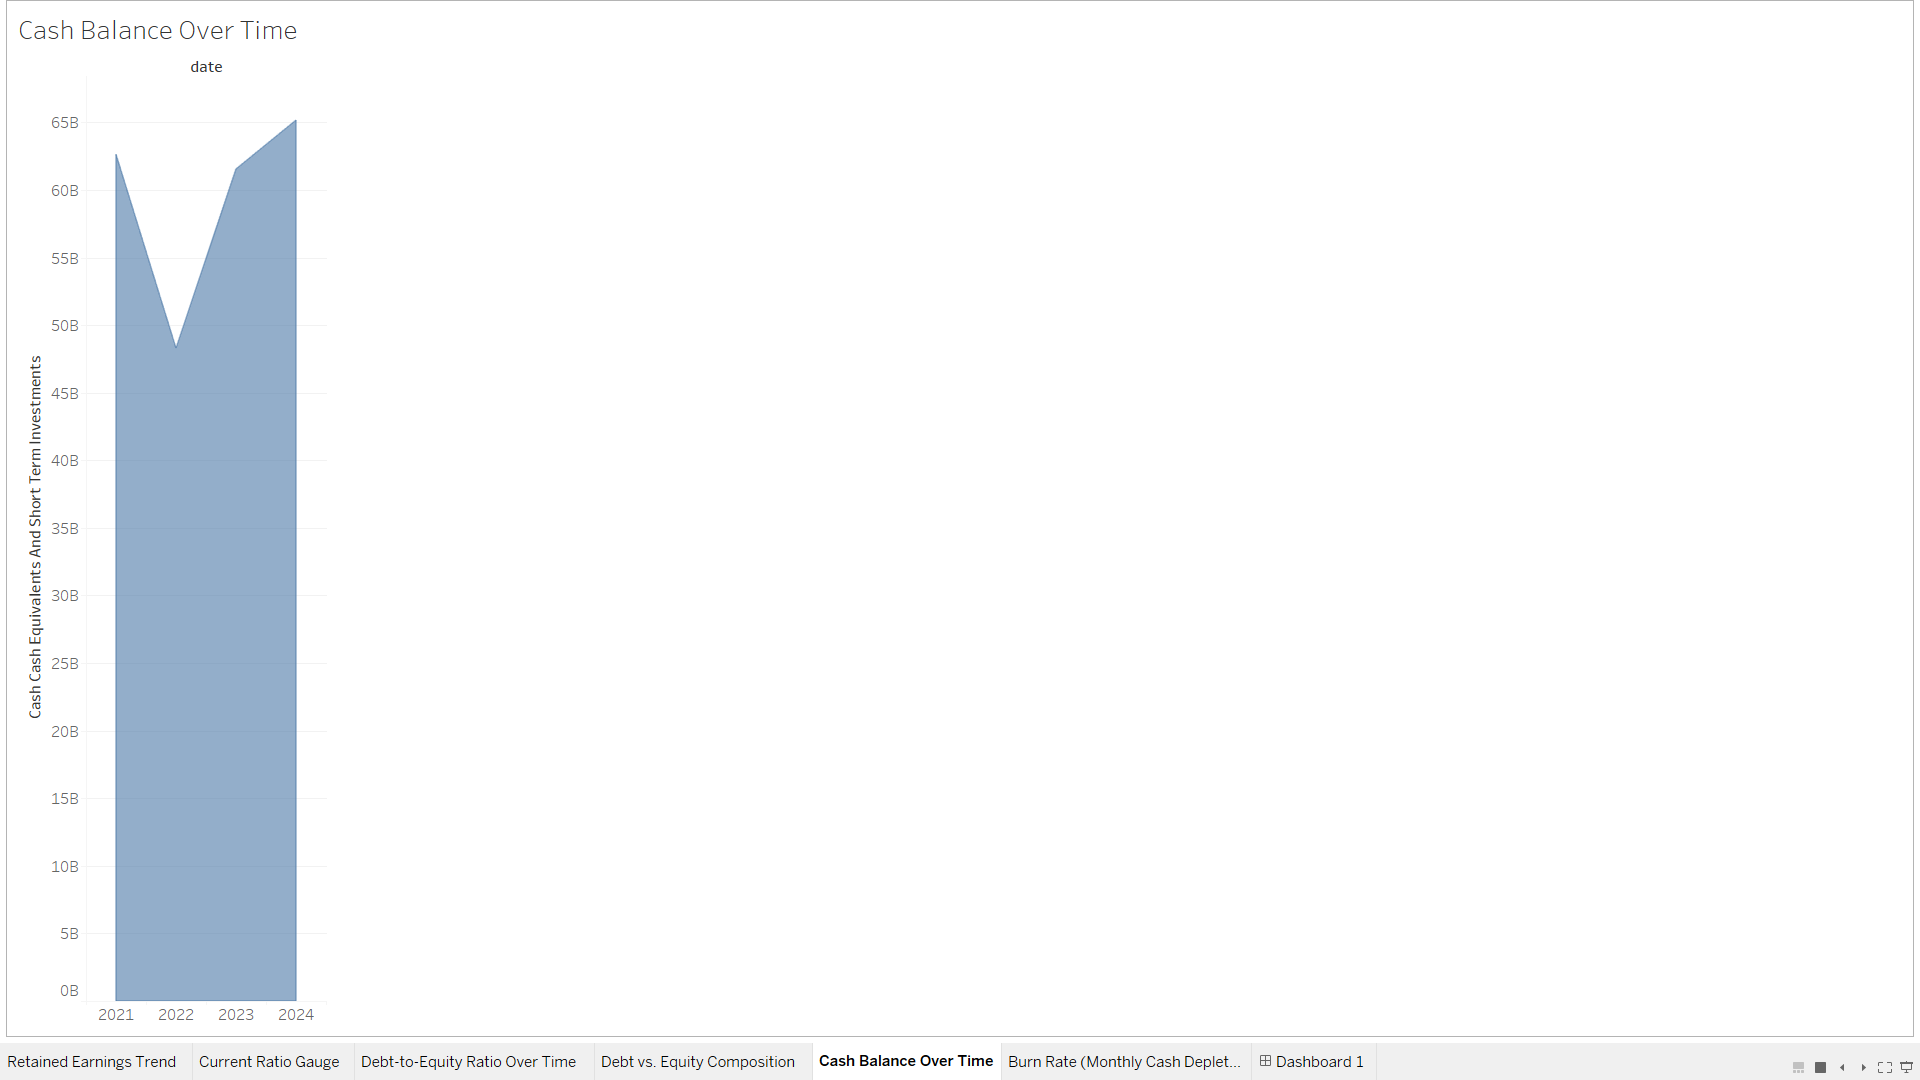 Cash Balance Over Time
date
Cash Cash Equivalents And Short Term Investments
65B
60B
55B
50B
45B
40B
35B
30B
25B
20B
15B
10B
5B
0B
2021 2022 2023 2024
Retained Earnings Trend Current Ratio Gauge Debt-to-Equity Ratio Over Time Debt vs. Equity Composition Cash Balance Over Time Burn Rate (Monthly Cash Deplet... Dashboard 1